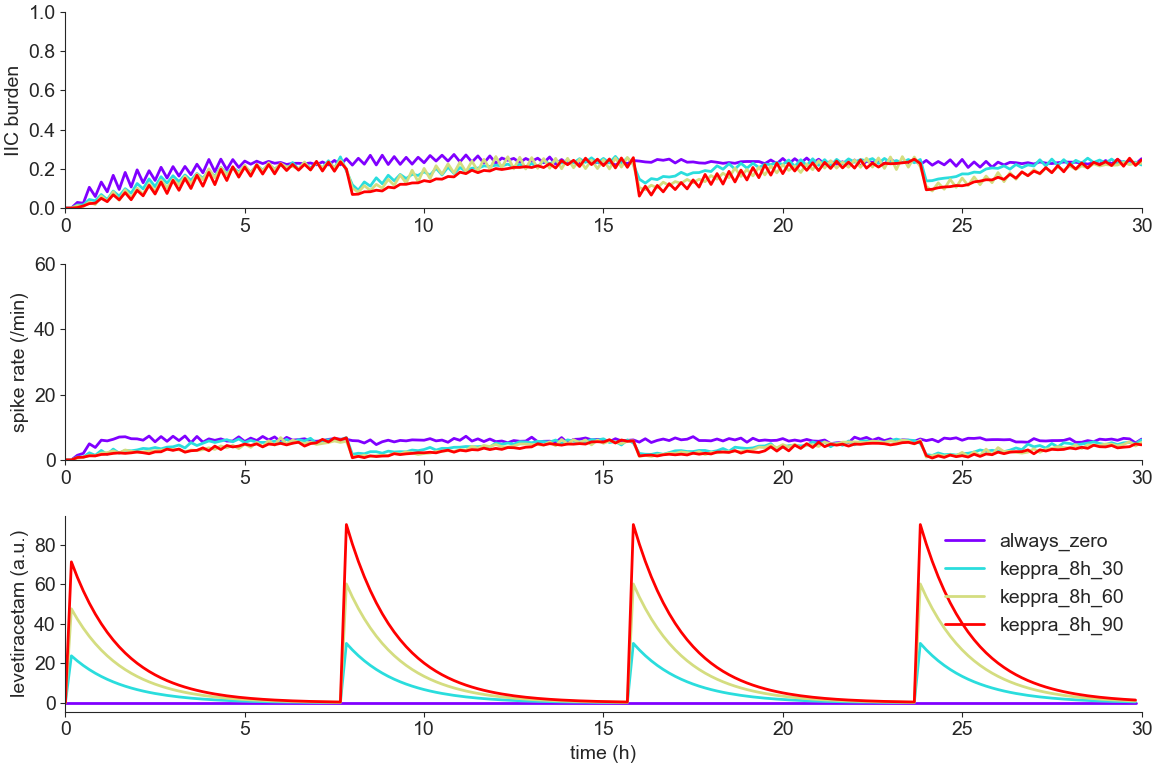 IIC burden
1.0
0.8
0.6
0.4
0.2
0.0
0 5 10 15 20 25 30
spike rate (/min)
60
40
20
0
0 5 10 15 20 25 30
levetiracetam (a.u.)
80
60
40
20
0
always_zero
keppra_8h_30
keppra_8h_60
keppra_8h_90
0 5 10 15 20 25 30
time (h)